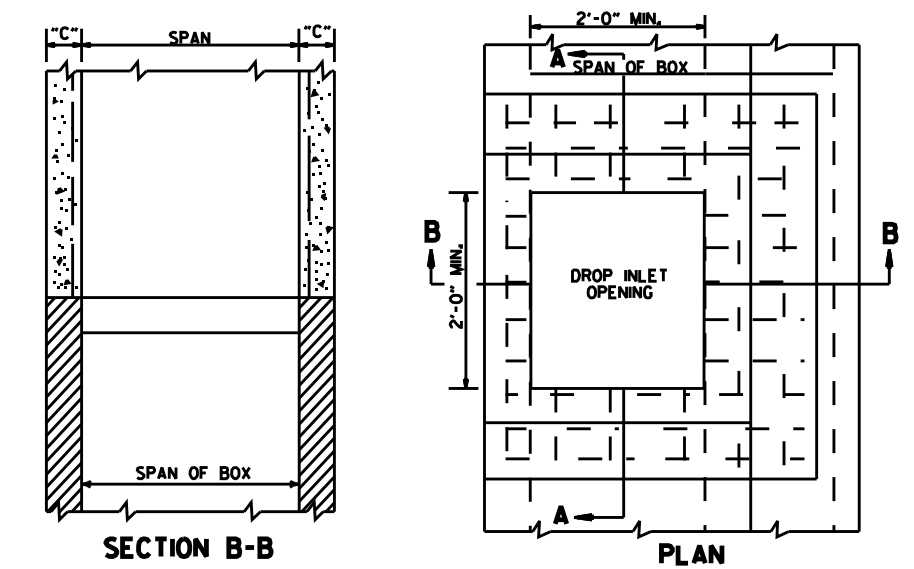 "C"
SPAN
"C"
SPAN OF BOX
SECTION B-B
2'-0" MIN.
A
SPAN OF BOX
B
B
2'-0" MIN.
DROP INLET
OPENING
A
PLAN